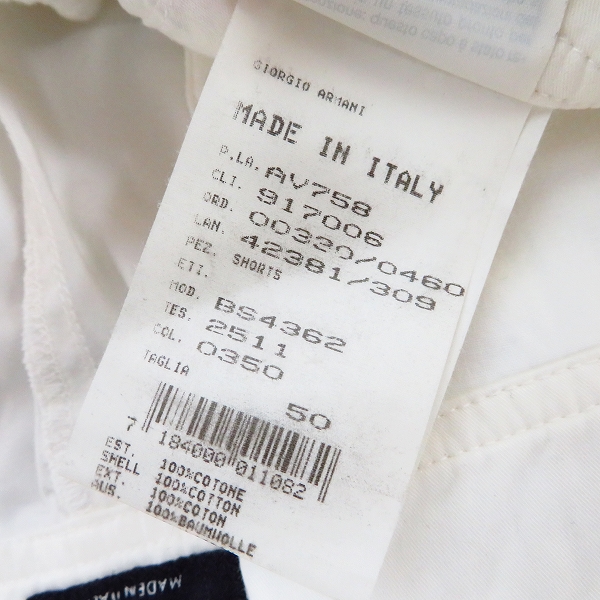 GIORGIO ARMANI
MADE IN ITALY
P.LA. AV758
CLI. 917006
ORD. 00330/0460
LAN. 42381/309
PEZ. SHORTS
ETI.
MOD. BS4362
TES. 2511
COL. 0350
TAGLIA 50
7 184000 011082
EST. 100%COTONE
SHELL 100%COTTON
EXT. 100%COTON
AUS. 100%BAUMWOLLE
MADE IN